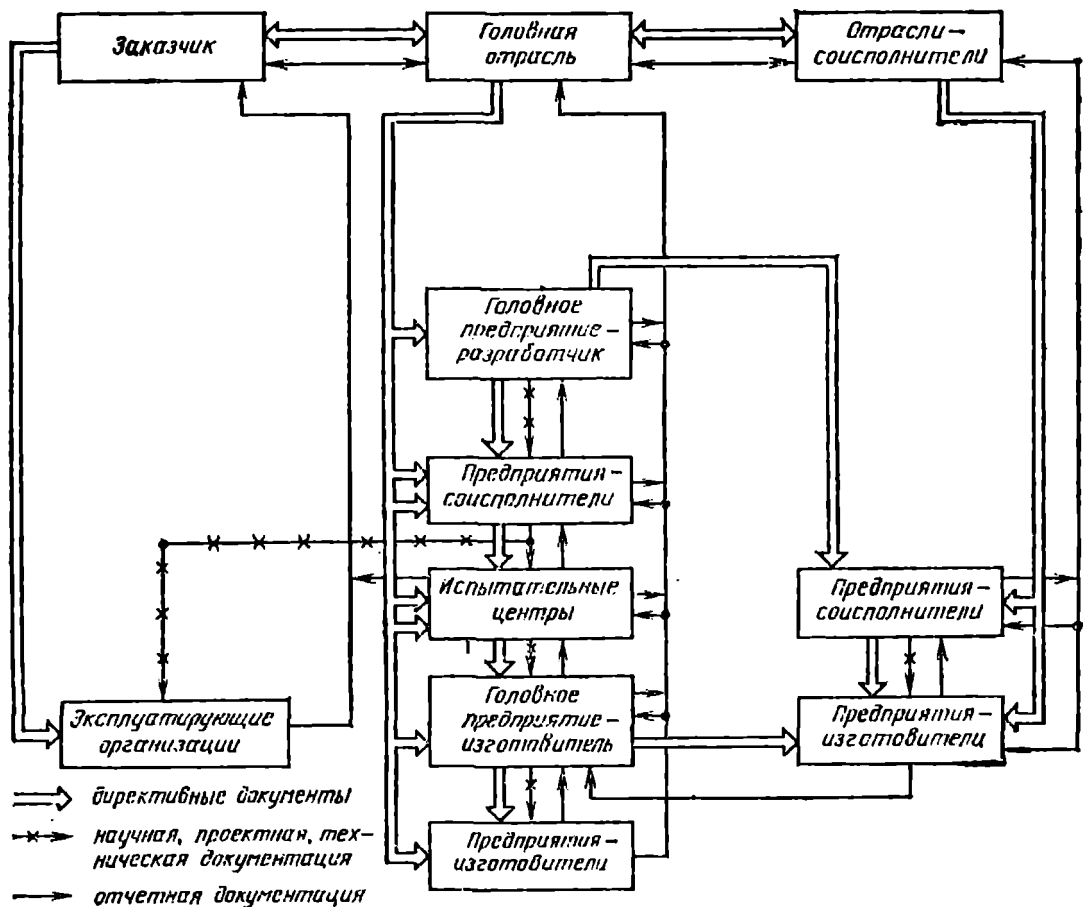 Заказчик
Головная
отрасль
Отрасли-
соисполнители
Головное
предприятие-
разработчик
Предприятия-
соисполнители
Испытательные
центры
Предприятия-
соисполнители
Головное
предприятие-
изготовитель
Предприятия-
изготовители
Эксплуатирующие
организации
Предприятия-
изготовители
директивные документы
научная, проектная, тех-
ническая документация
отчетная документация